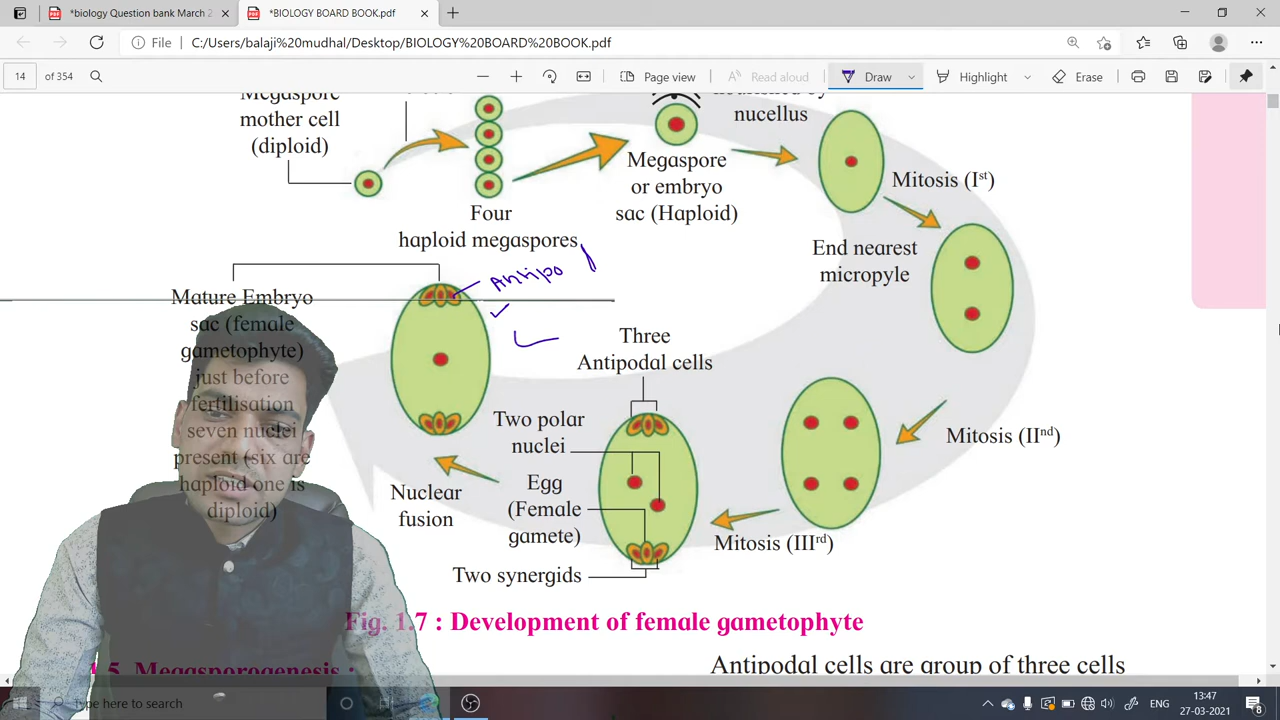 *biology Question bank March 2
*BIOLOGY BOARD BOOK.pdf
File
C:/Users/balaji%20mudhal/Desktop/BIOLOGY%20BOARD%20BOOK.pdf
14
of 354
Page view
Read aloud
Draw
Highlight
Erase
Megaspore
mother cell
(diploid)
Four
haploid megaspores
Megaspore
or embryo
sac (Haploid)
nourished by
nucellus
Mitosis (Ist)
End nearest
micropyle
Mitosis (IInd)
Mitosis (IIIrd)
Antipo
Three
Antipodal cells
Two polar
nuclei
Egg
(Female
gamete)
Two synergids
Nuclear
fusion
Mature Embryo
sac (female
gametophyte)
just before
fertilisation
seven nuclei
present (six are
haploid one is
diploid)
Fig. 1.7 : Development of female gametophyte
1.5. Megasporogenesis :
Antipodal cells are group of three cells
Type here to search
ENG
13:47
27-03-2021
8